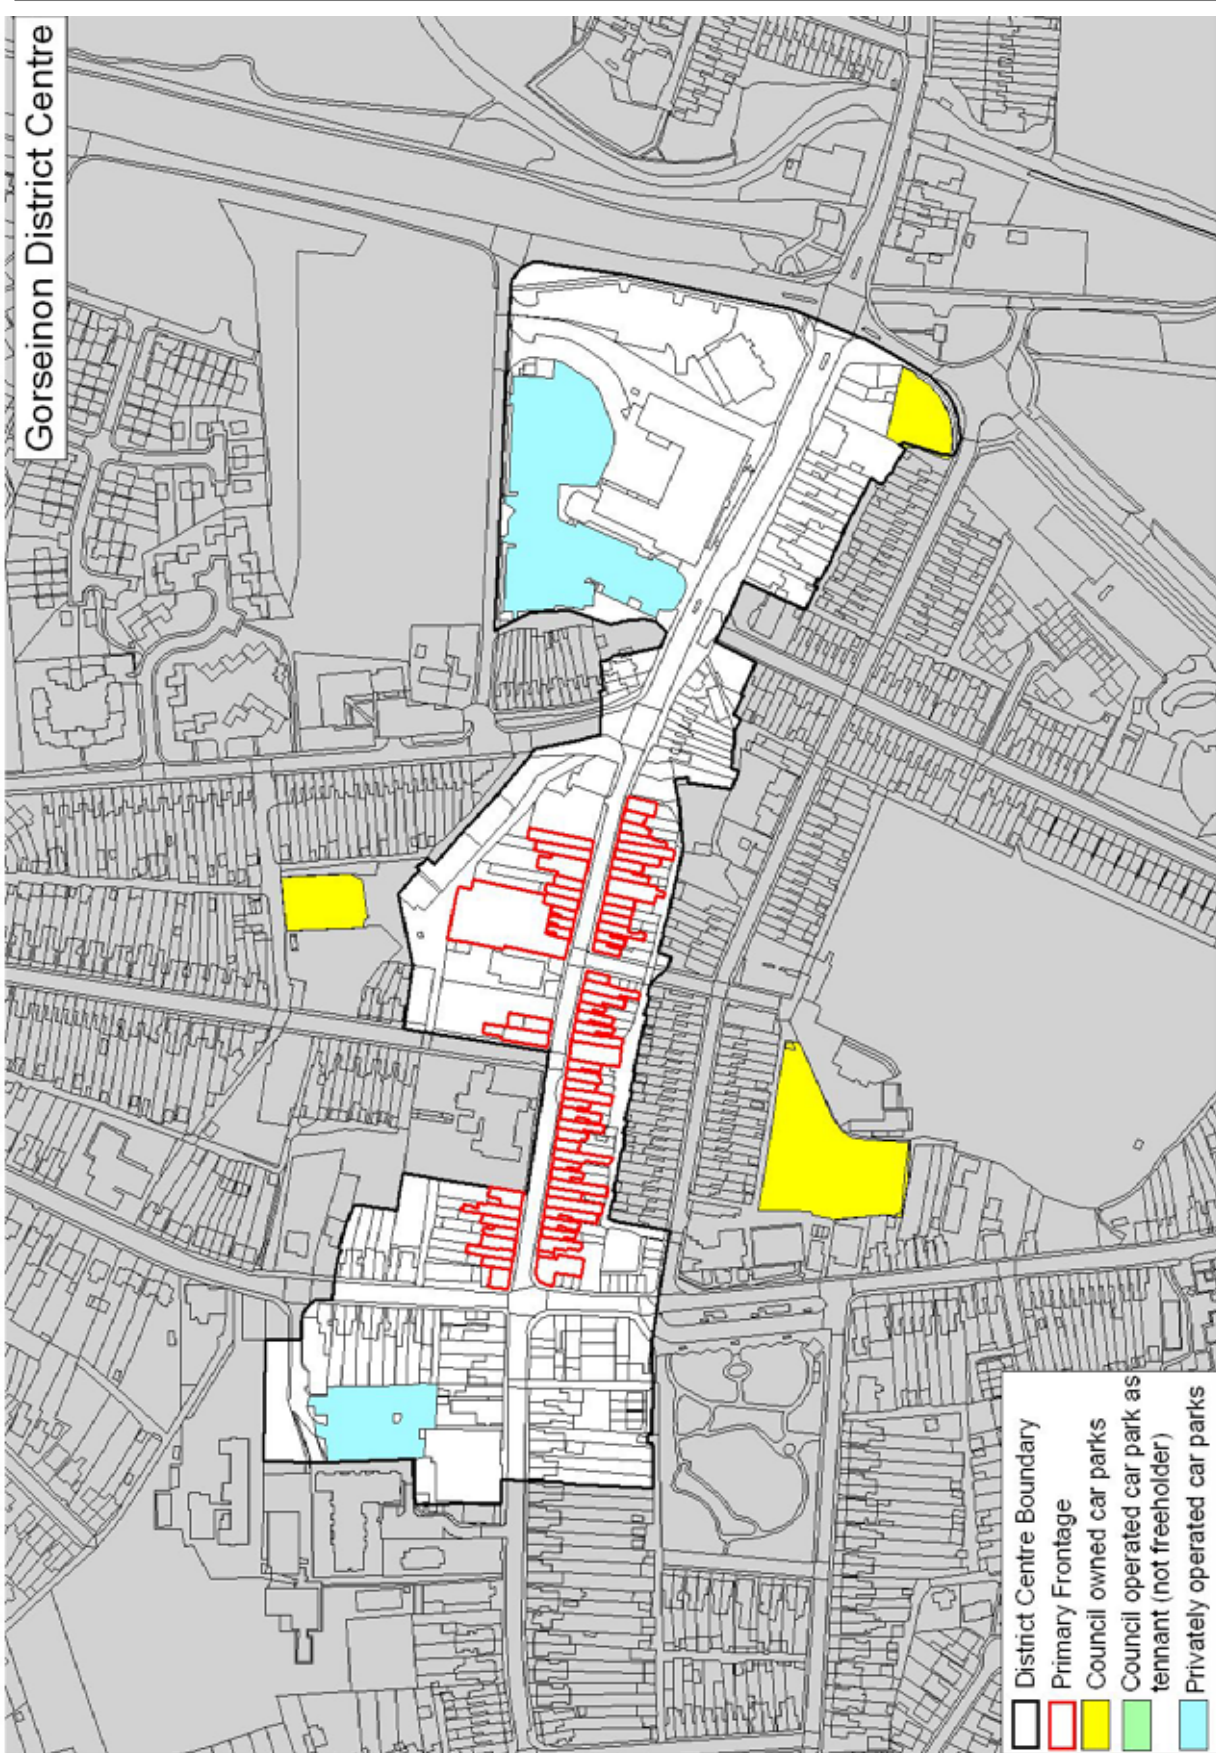 Gorseinon District Centre
District Centre Boundary
Primary Frontage
Council owned car parks
Council operated car park as
tennant (not freeholder)
Privately operated car parks